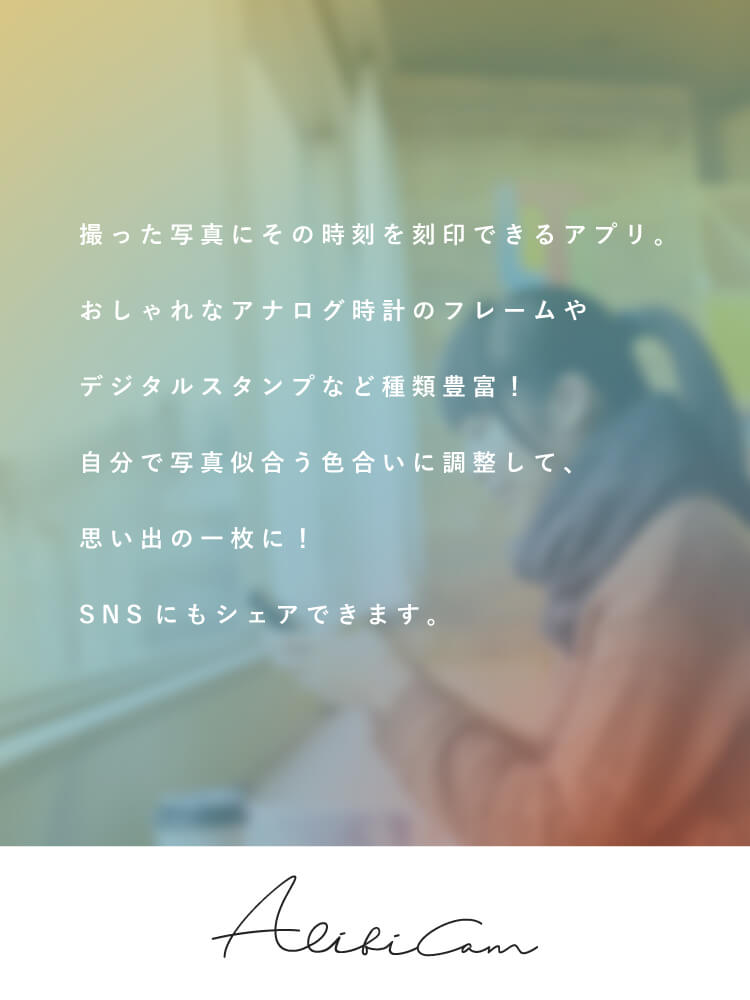 撮った写真にその時刻を刻印できるアプリ。
おしゃれなアナログ時計のフレームや
デジタルスタンプなど種類豊富！
自分で写真似合う色合いに調整して、
思い出の一枚に！
SNSにもシェアできます。
AlibiCam